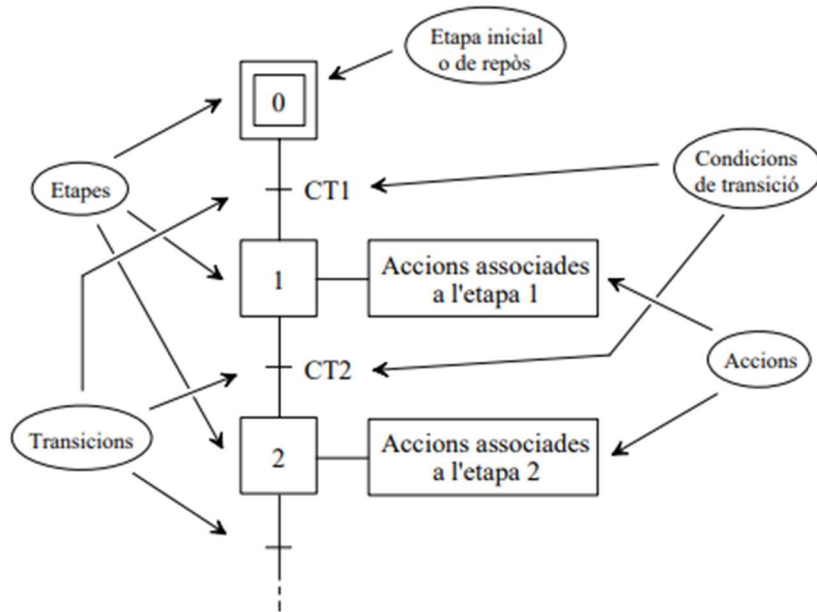 Etapa inicial
o de repòs
0
Condicions
de transició
Etapes
CT1
1
Accions associades
a l'etapa 1
Accions
CT2
Transicions
2
Accions associades
a l'etapa 2